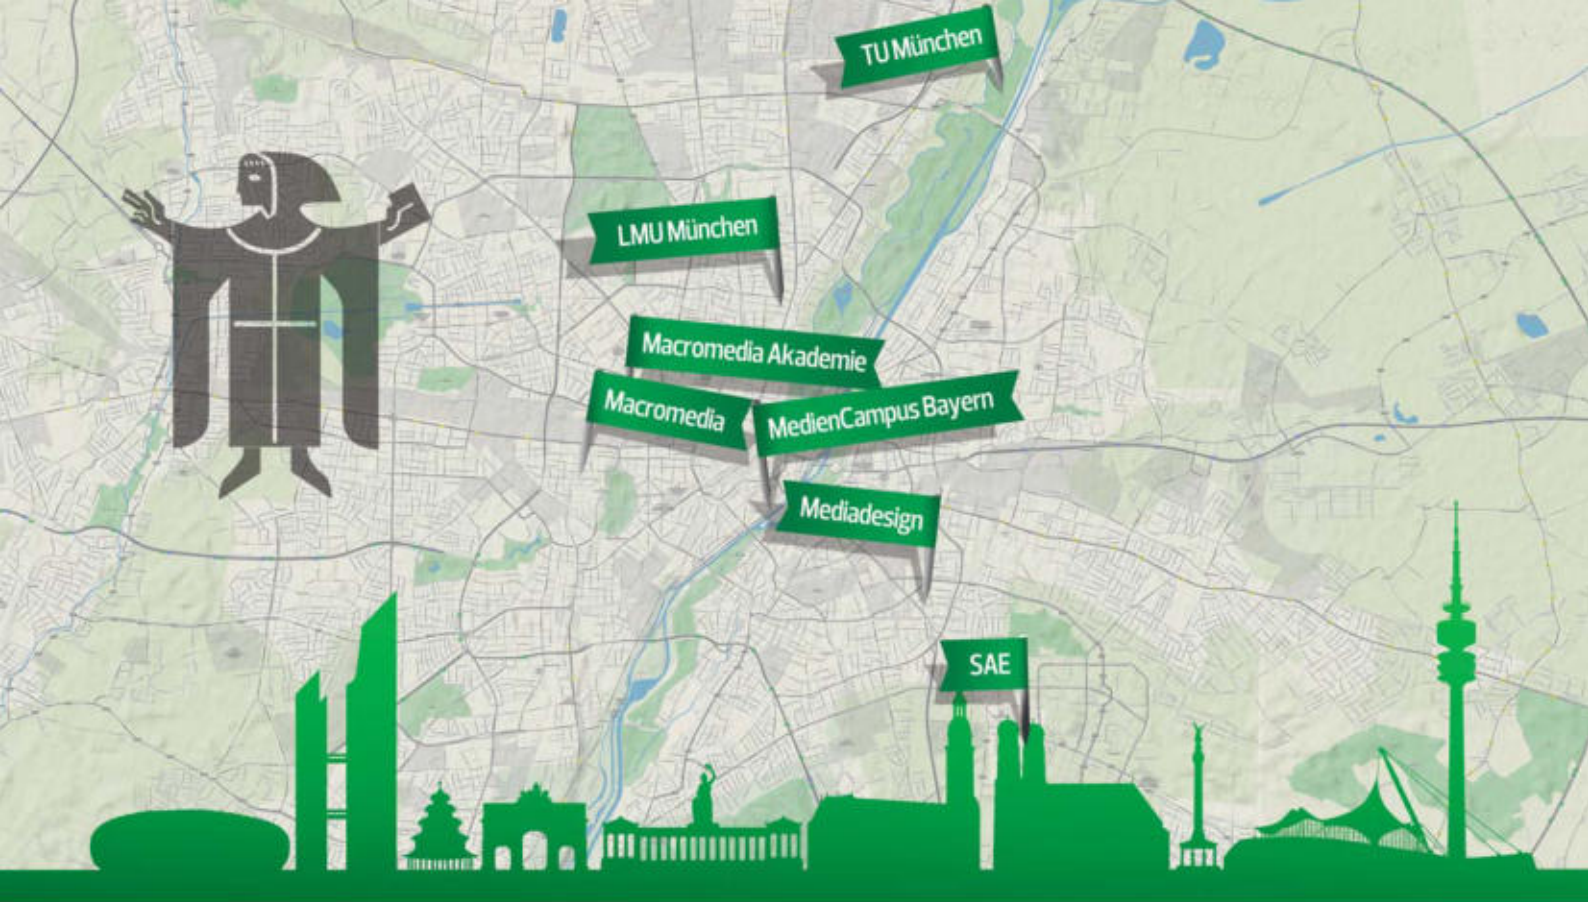 TU München
LMU München
Macromedia Akademie
Macromedia
MedienCampus Bayern
Mediadesign
SAE